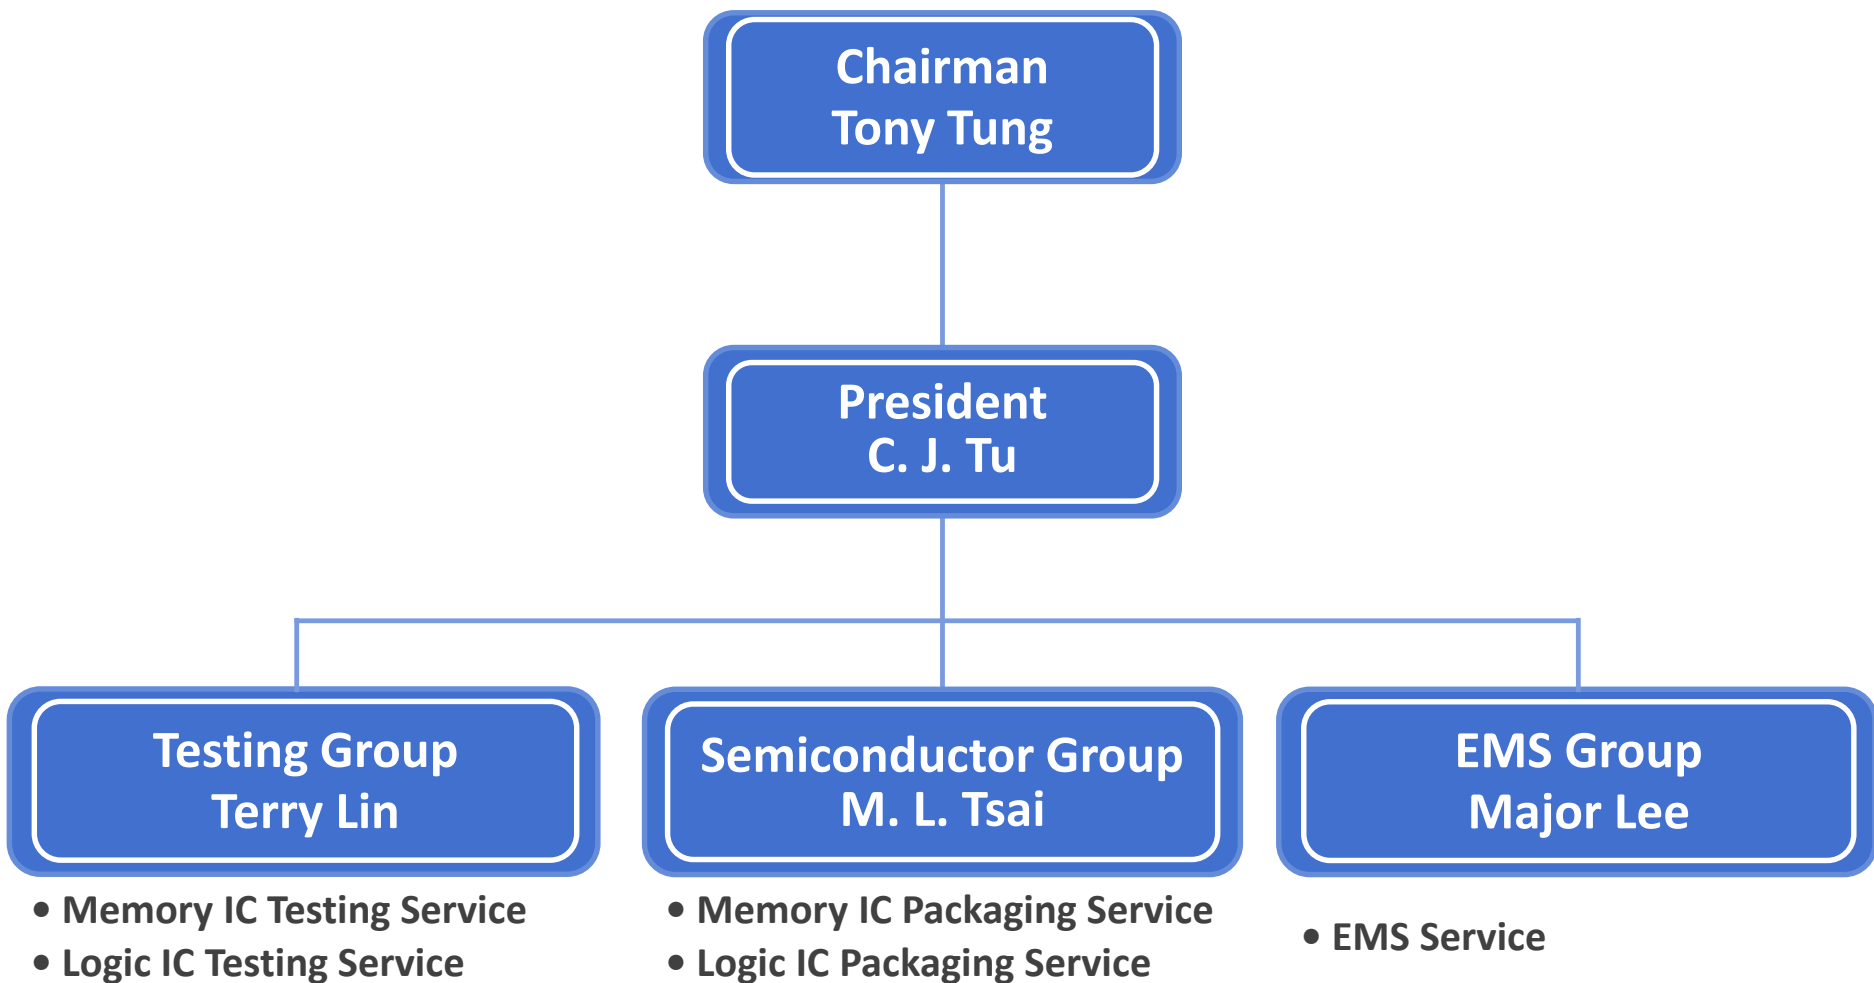 Chairman
Tony Tung
President
C. J. Tu
Testing Group
Terry Lin
• Memory IC Testing Service
• Logic IC Testing Service
Semiconductor Group
M. L. Tsai
• Memory IC Packaging Service
• Logic IC Packaging Service
EMS Group
Major Lee
• EMS Service